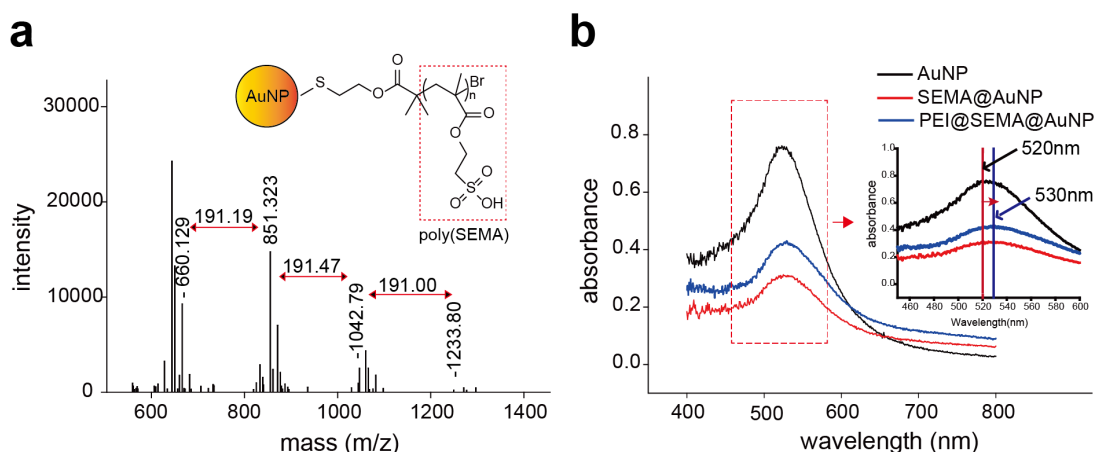 a
AuNP
S
O
O
Br
n
O
O
O
S
O
OH
poly(SEMA)
30000
20000
10000
0
intensity
660.129
191.19
851.323
191.47
1042.79
191.00
1233.80
600
800
1000
1200
1400
mass (m/z)
b
AuNP
SEMA@AuNP
PEI@SEMA@AuNP
0.8
0.6
0.4
0.2
0.0
absorbance
400
500
600
700
800
wavelength (nm)
520nm
530nm
1.0
0.8
0.6
0.4
0.2
0.0
absorbance
460
480
500
520
540
560
580
600
Wavelength(nm)